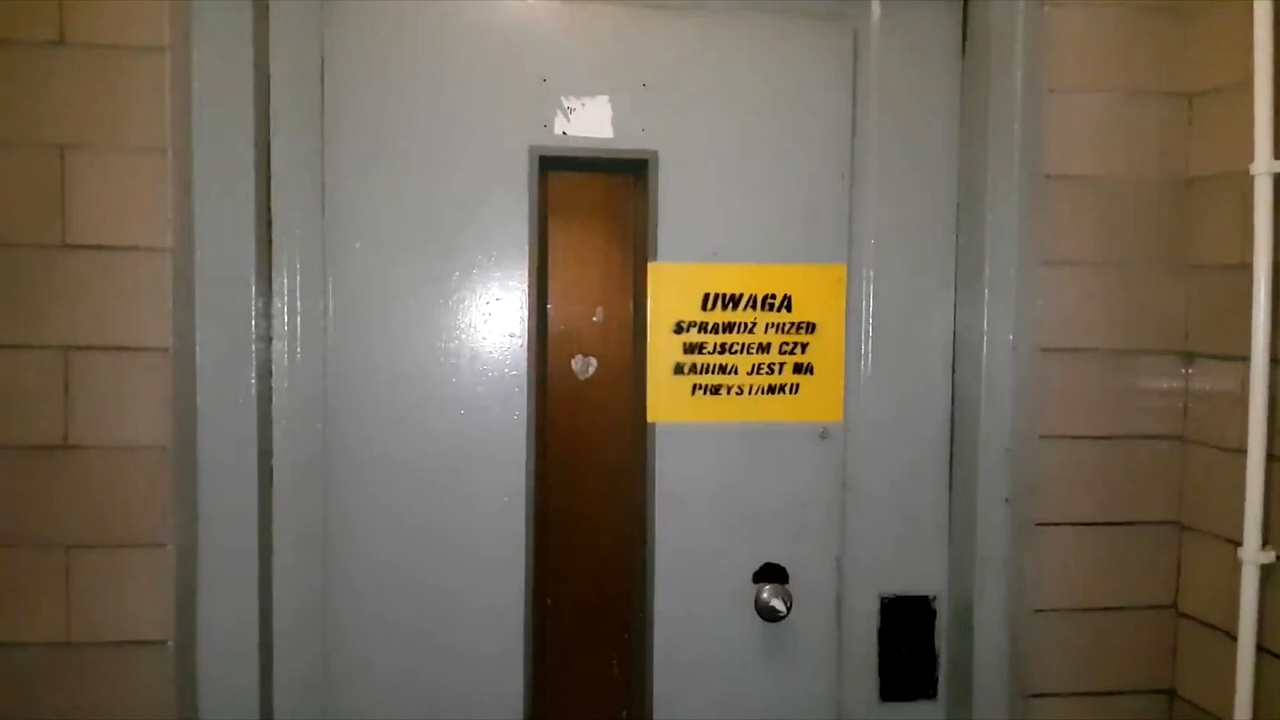 UWAGA
SPRAWDŹ PRZED
WEJŚCIEM CZY
KABINA JEST NA
PRZYSTANKU